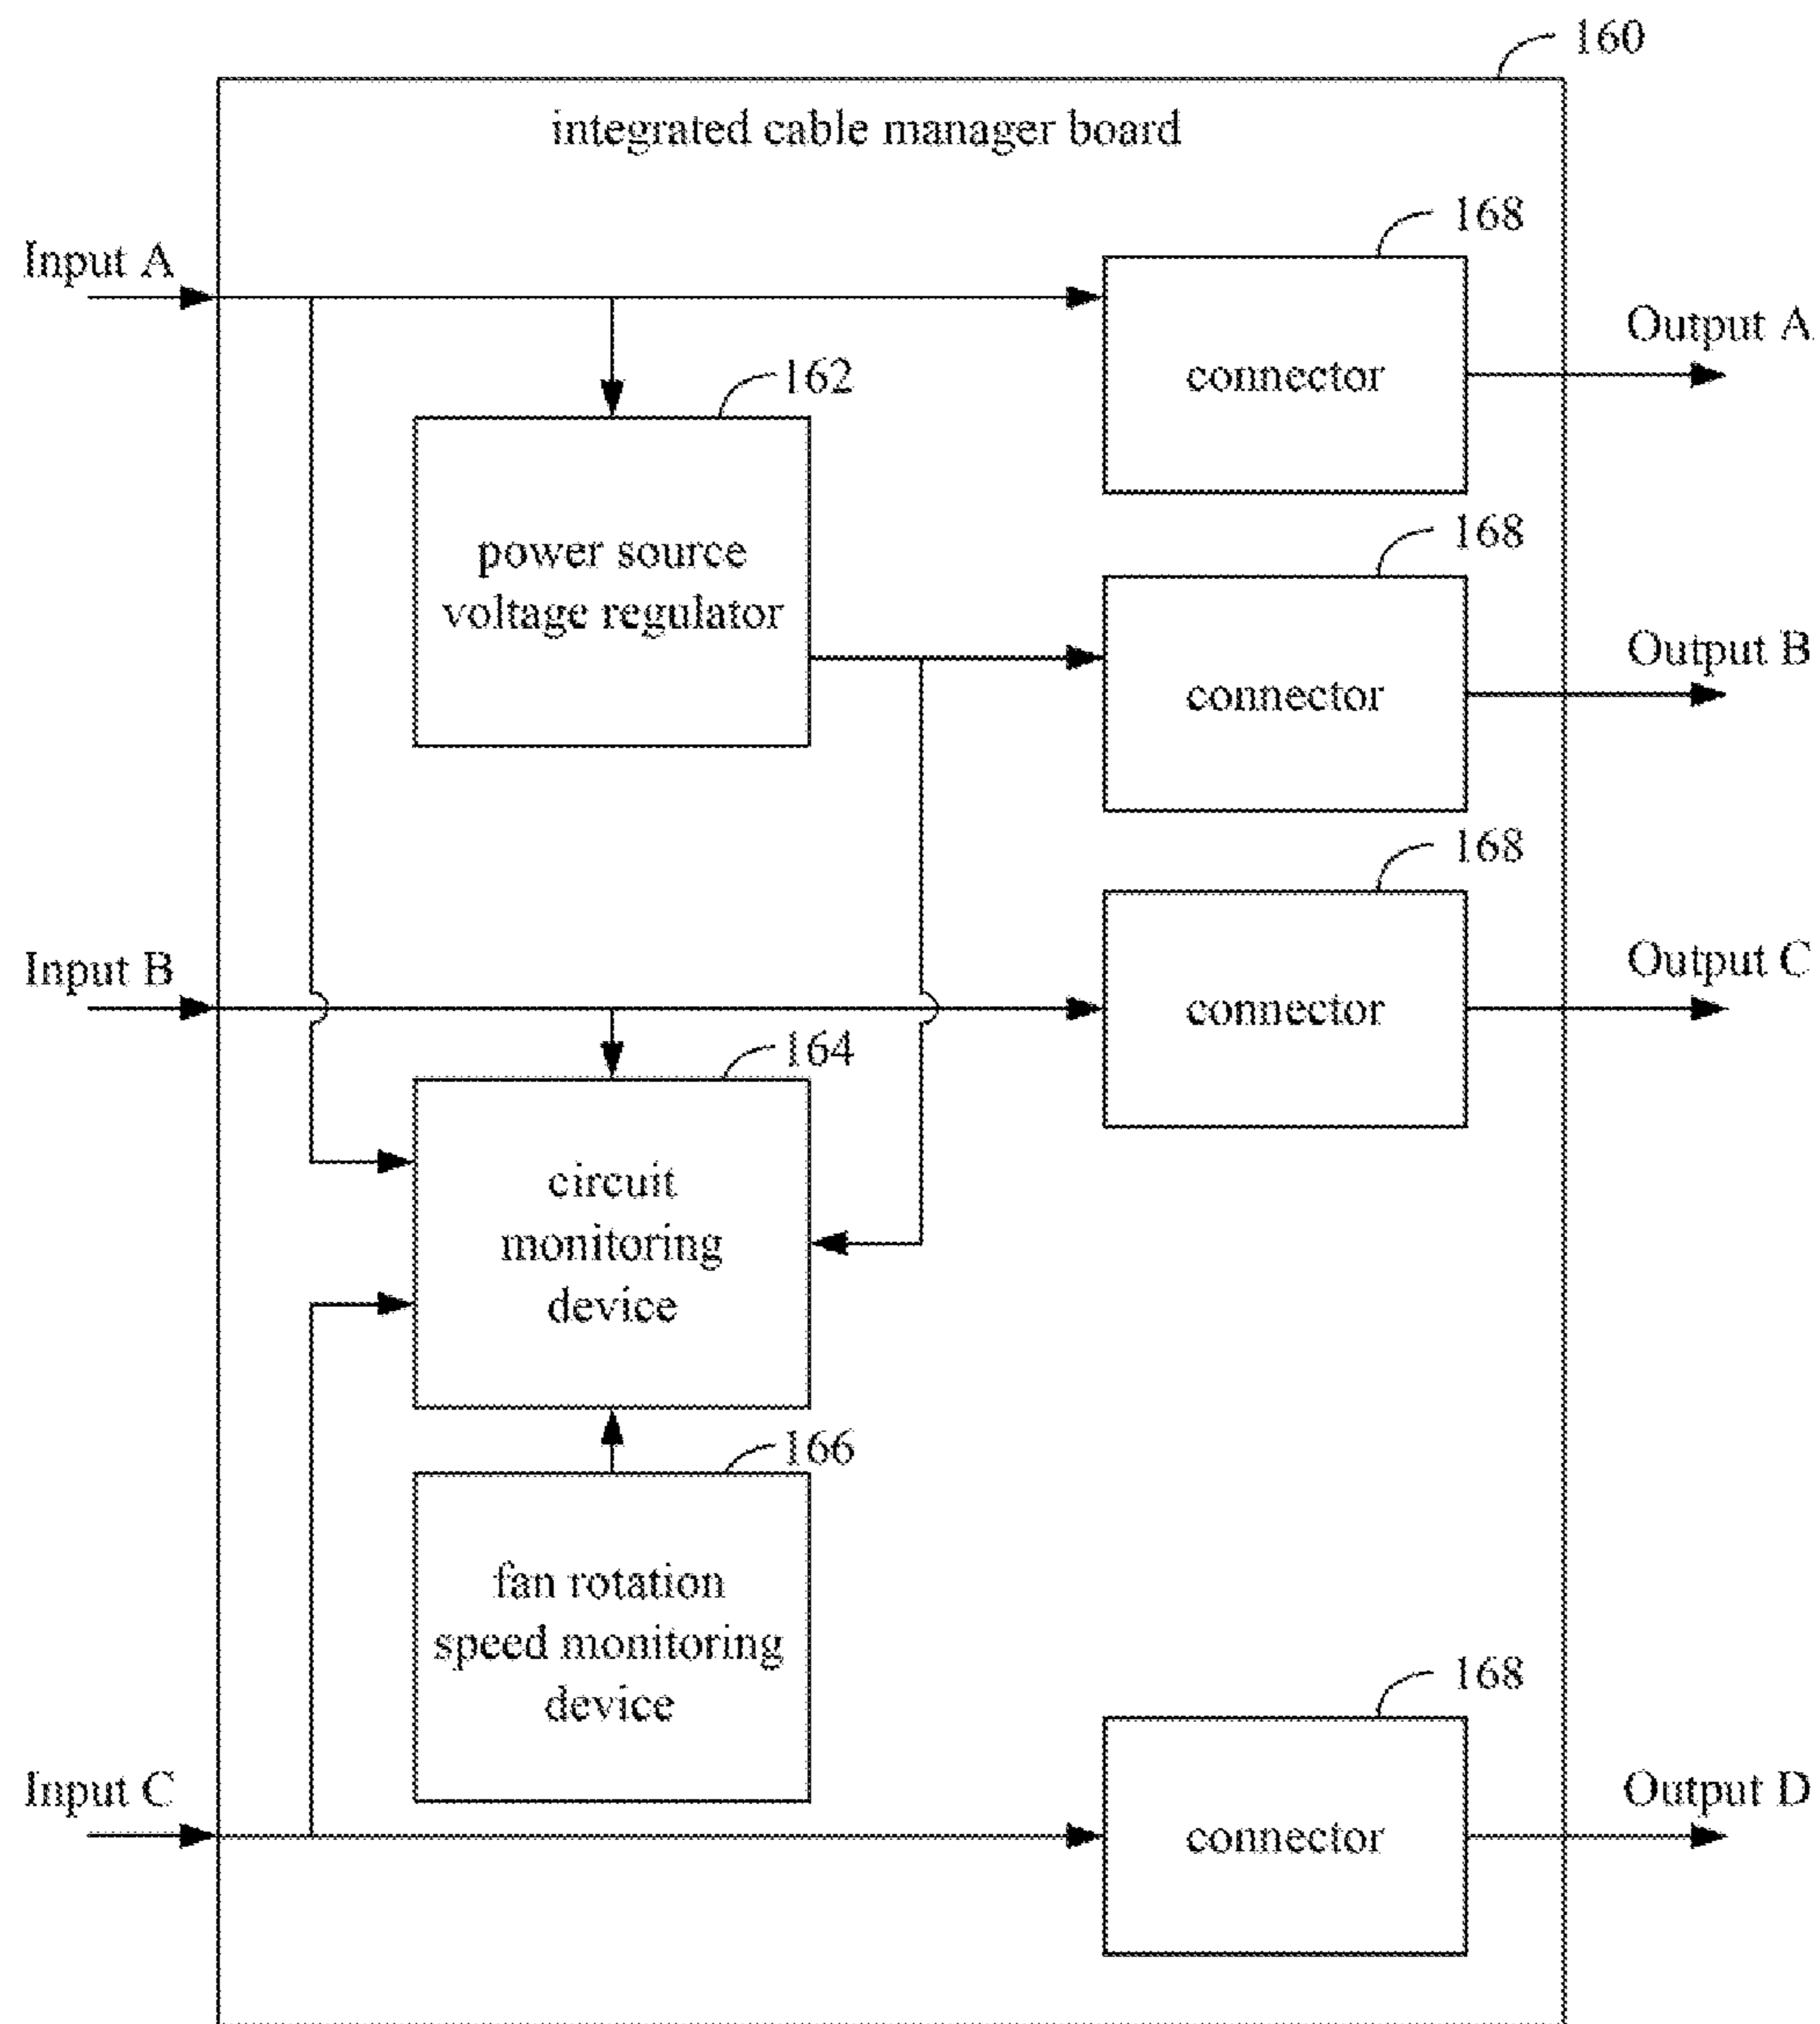 160
integrated cable manager board
168
Input A
Output A
connector
162
168
power source
voltage regulator
Output B
connector
168
Input B
Output C
connector
164
circuit
monitoring
device
166
fan rotation
speed monitoring
device
168
Input C
Output D
connector